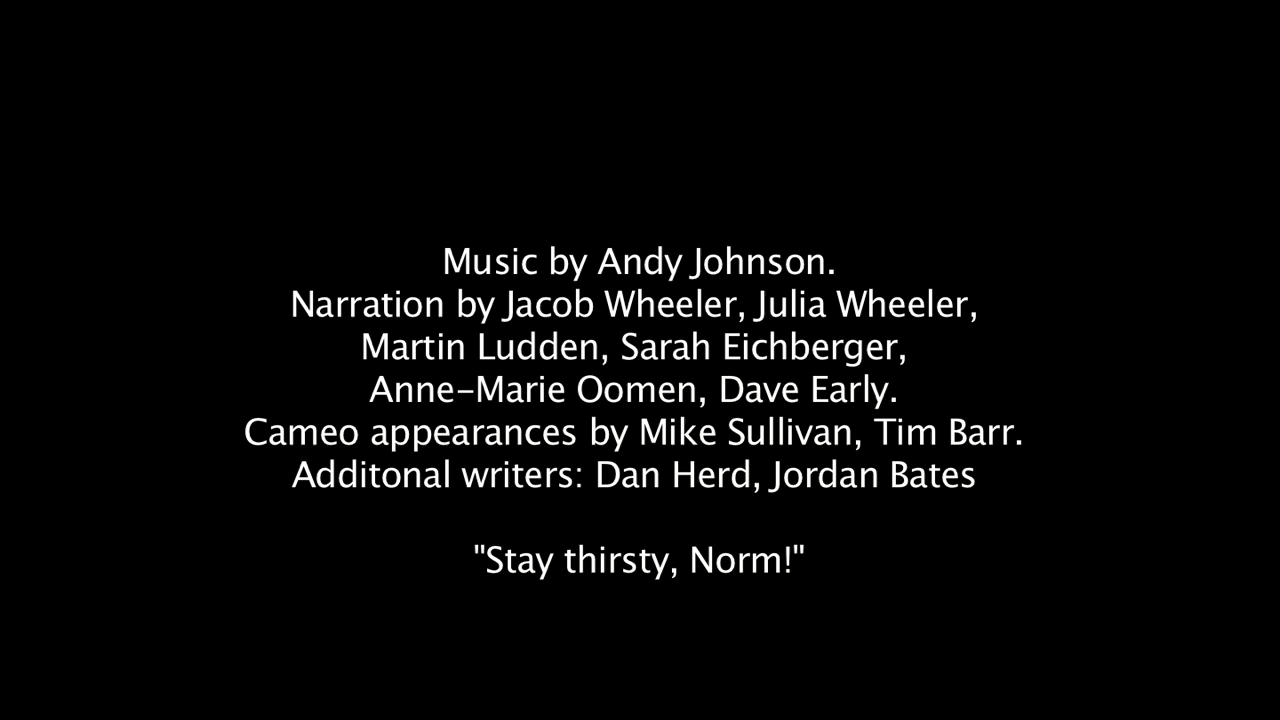 Music by Andy Johnson.
Narration by Jacob Wheeler, Julia Wheeler,
Martin Ludden, Sarah Eichberger,
Anne-Marie Oomen, Dave Early.
Cameo appearances by Mike Sullivan, Tim Barr.
Additonal writers: Dan Herd, Jordan Bates
"Stay thirsty, Norm!"